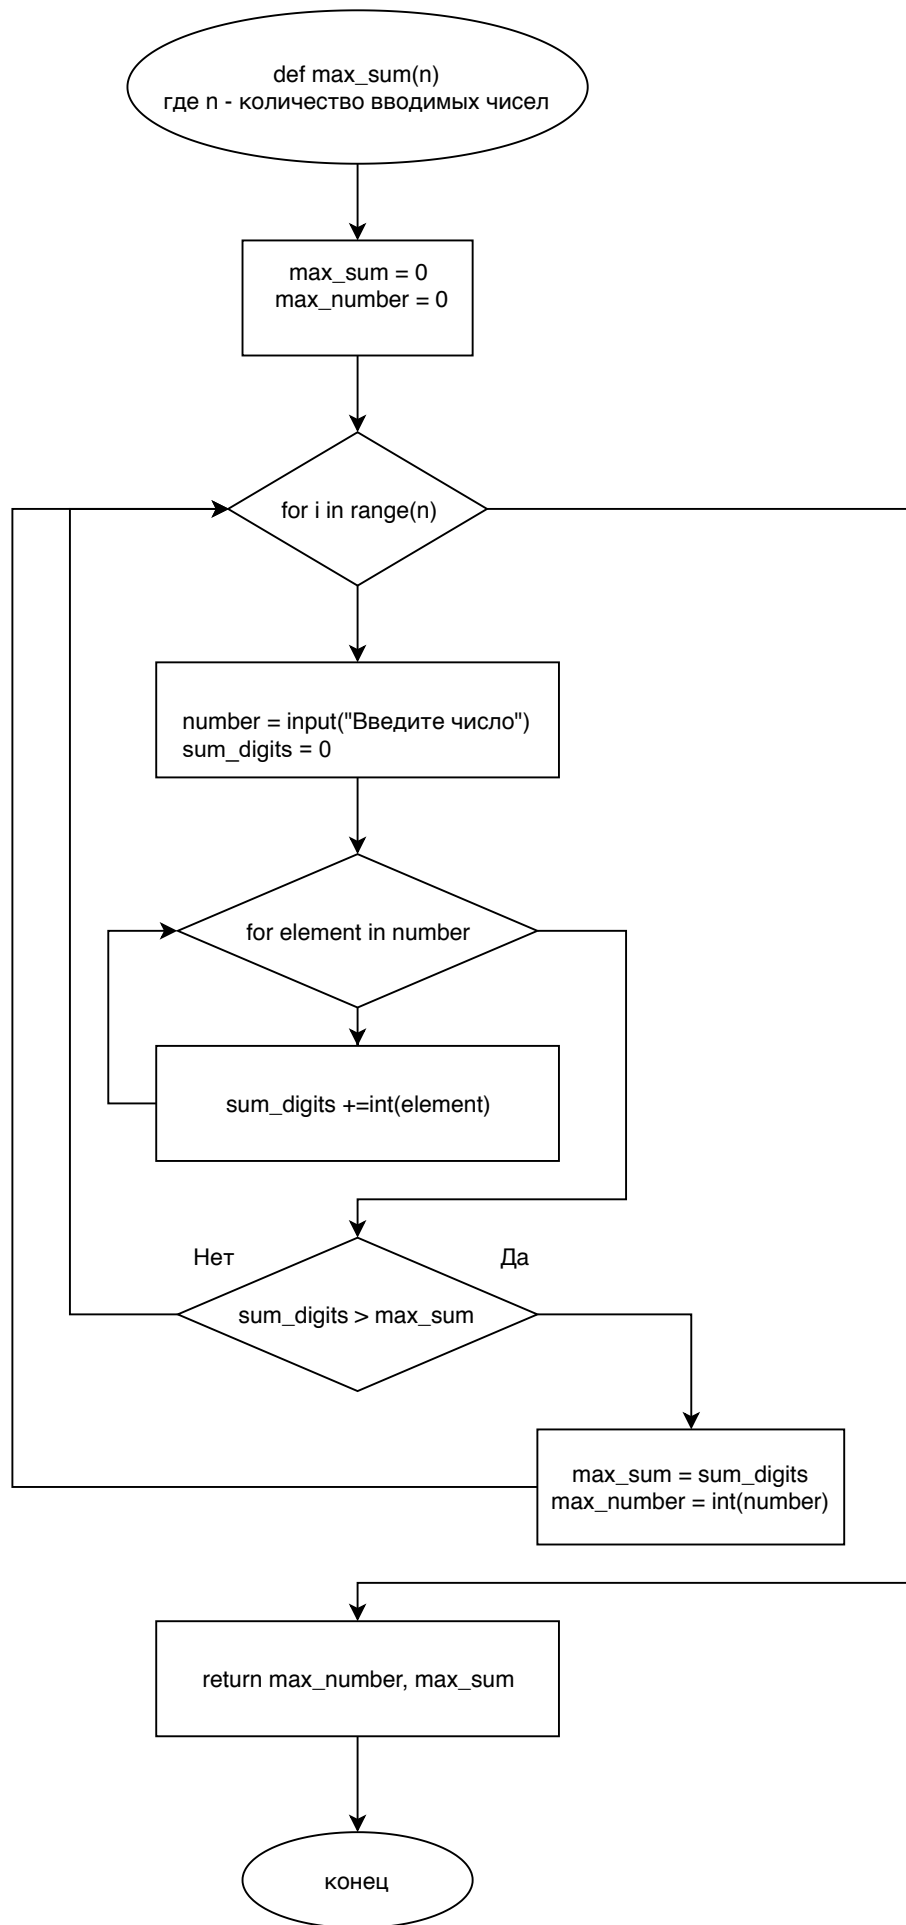 def max_sum(n)
где n - количество вводимых чисел
max_sum = 0
max_number = 0
for i in range(n)
number = input("Введите число")
sum_digits = 0
for element in number
sum_digits +=int(element)
Нет
Да
sum_digits > max_sum
max_sum = sum_digits
max_number = int(number)
return max_number, max_sum
конец